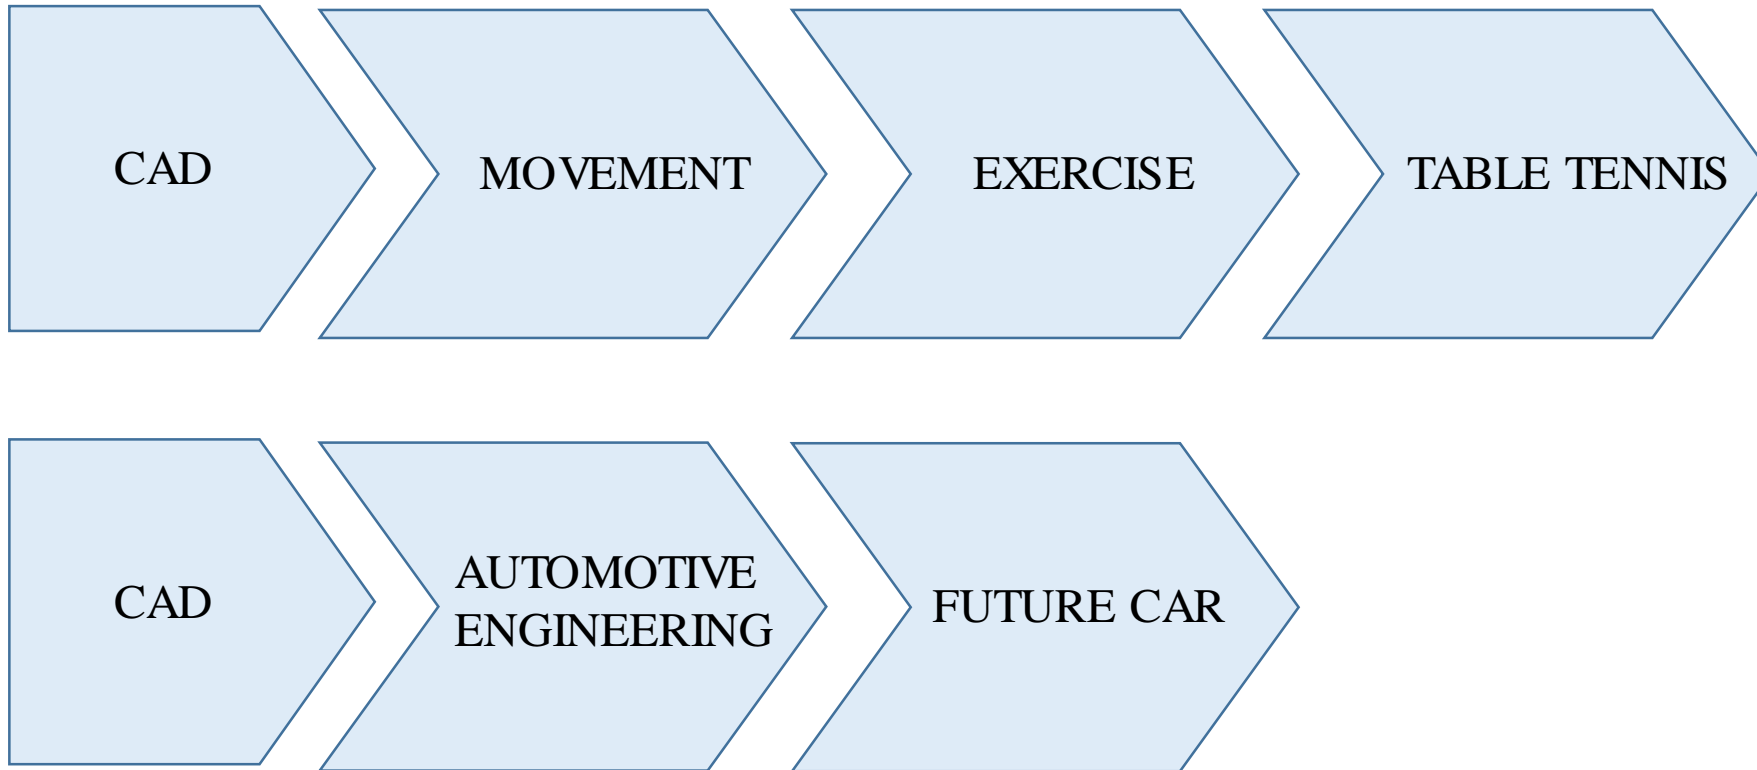 CAD
MOVEMENT
EXERCISE
TABLE TENNIS
CAD
AUTOMOTIVE
ENGINEERING
FUTURE CAR